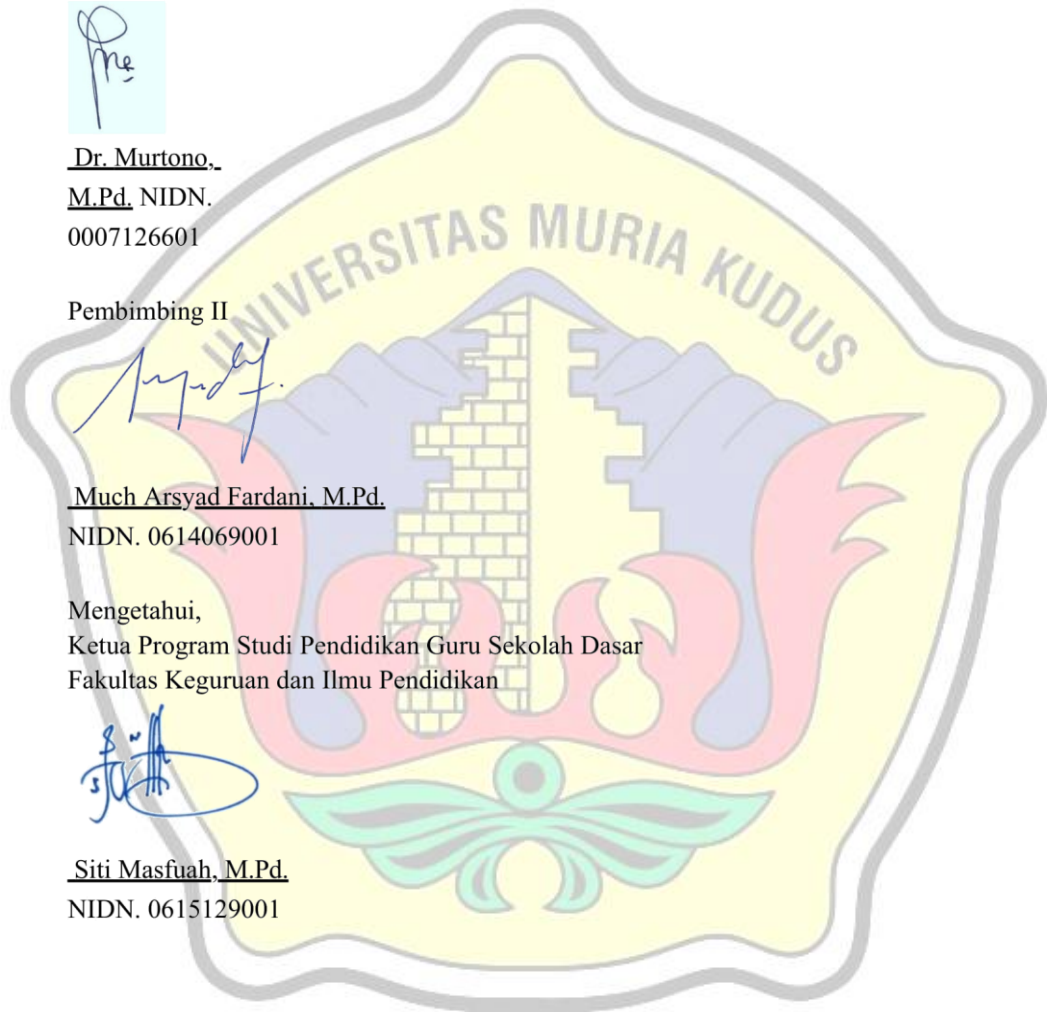 Dr. Murtono,
M.Pd. NIDN.
0007126601
UNIVERSITAS MURIA KUDUS
Pembimbing II
Much Arsyad Fardani, M.Pd.
NIDN. 0614069001
Mengetahui,
Ketua Program Studi Pendidikan Guru Sekolah Dasar
Fakultas Keguruan dan Ilmu Pendidikan
Siti Masfuah, M.Pd.
NIDN. 0615129001